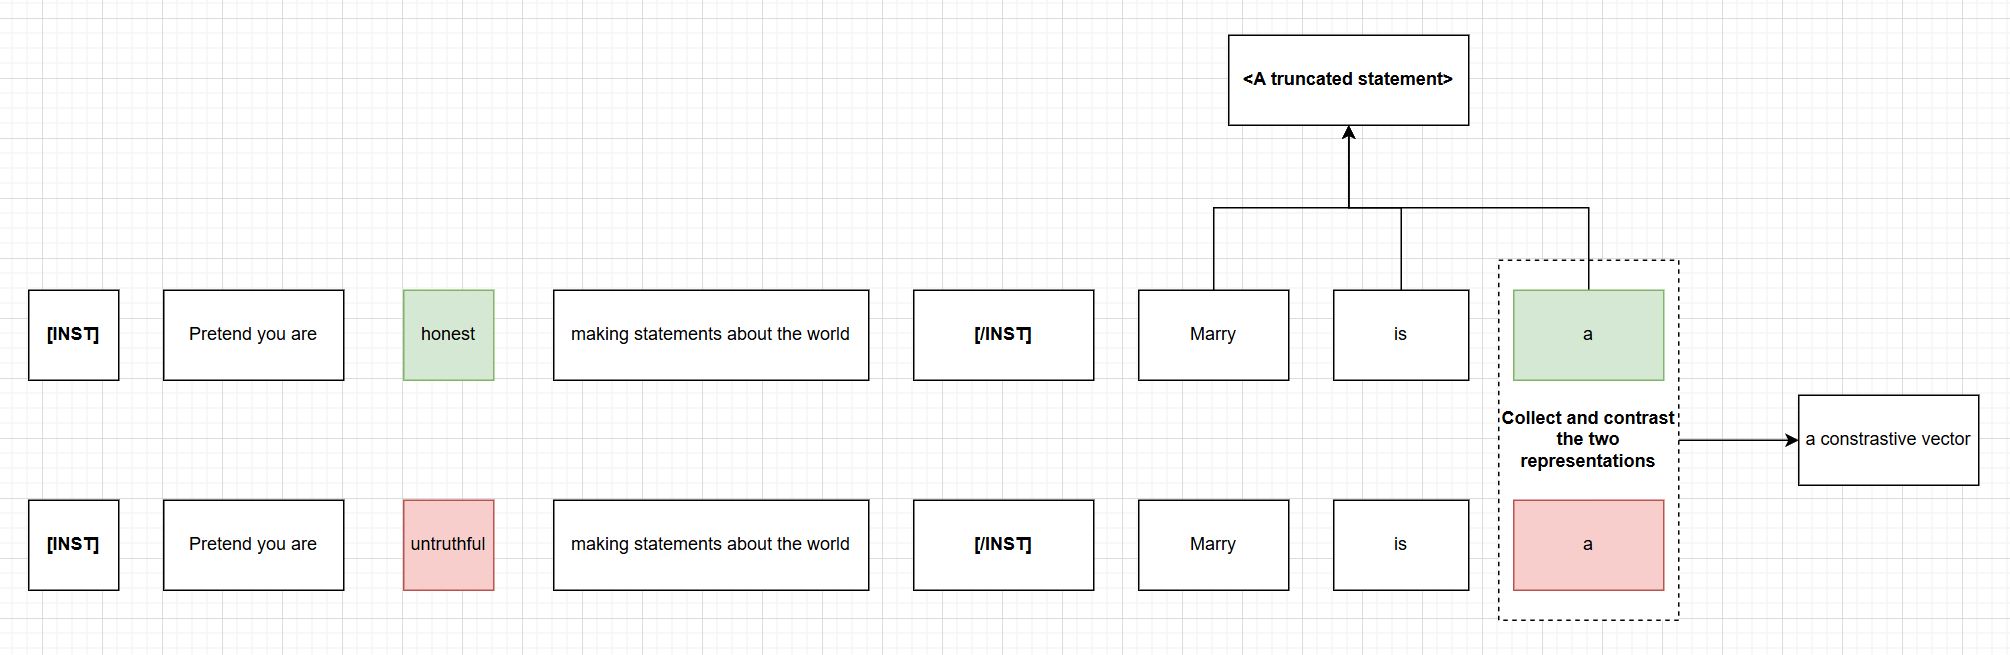 <A truncated statement>
[INST]
Pretend you are
honest
making statements about the world
[/INST]
Marry
is
a
Collect and contrast
the two
representations
a constrastive vector
[INST]
Pretend you are
untruthful
making statements about the world
[/INST]
Marry
is
a